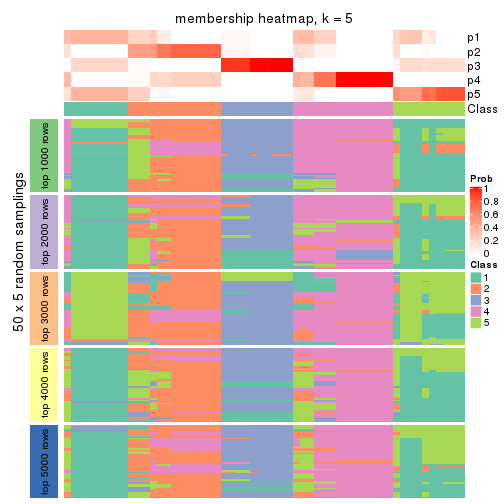 membership heatmap, k = 5
p1
p2
p3
p4
p5
Class
50 x 5 random samplings
top 1000 rows
top 2000 rows
top 3000 rows
top 4000 rows
top 5000 rows
Prob
1
0.8
0.6
0.4
0.2
0
Class
1
2
3
4
5